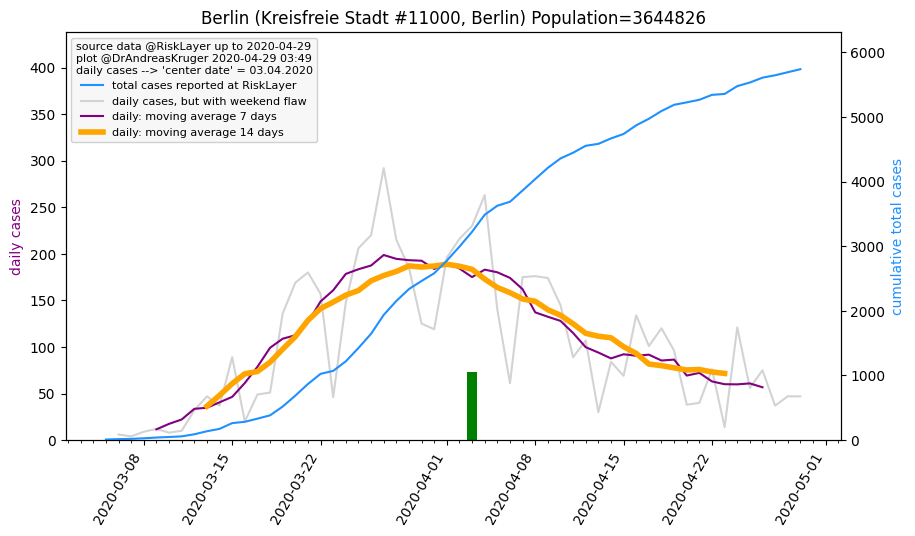 Berlin (Kreisfreie Stadt #11000, Berlin) Population=3644826
source data @RiskLayer up to 2020-04-29
plot @DrAndreasKruger 2020-04-29 03:49
daily cases --> 'center date' = 03.04.2020
total cases reported at RiskLayer
daily cases, but with weekend flaw
daily: moving average 7 days
daily: moving average 14 days
daily cases
400
350
300
250
200
150
100
50
0
6000
5000
4000
3000
2000
1000
0
cumulative total cases
2020-03-08
2020-03-15
2020-03-22
2020-04-01
2020-04-08
2020-04-15
2020-04-22
2020-05-01